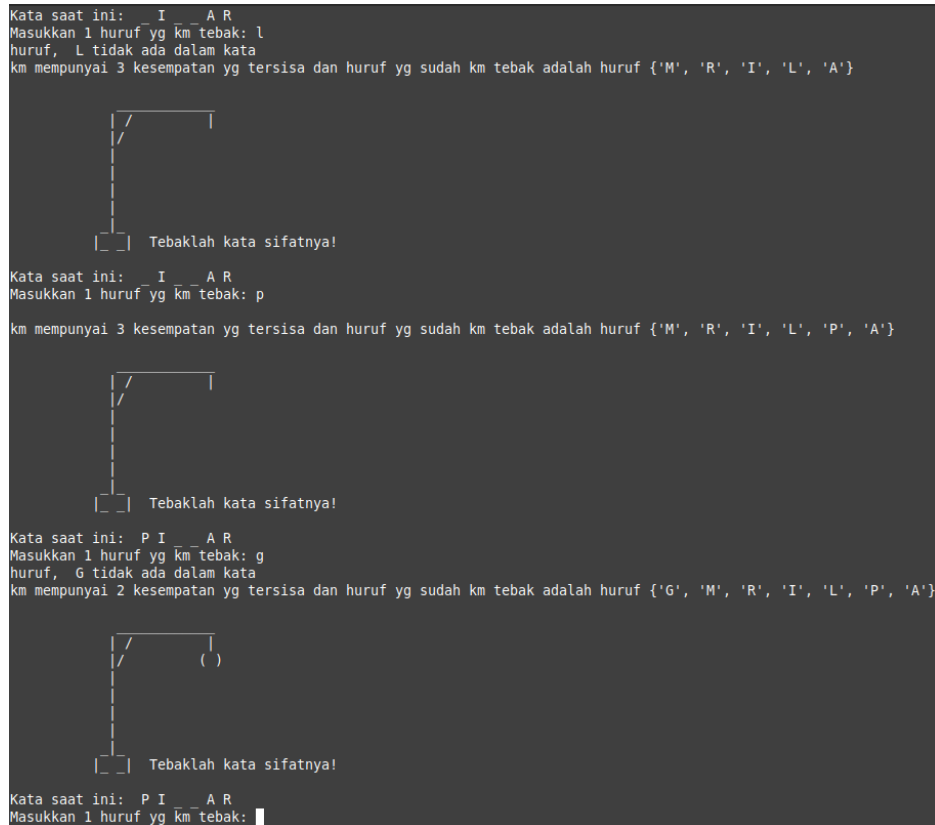 Kata saat ini: _ I _ _ A R
Masukkan 1 huruf yg km tebak: l
huruf, L tidak ada dalam kata
km mempunyai 3 kesempatan yg tersisa dan huruf yg sudah km tebak adalah huruf {'M', 'R', 'I', 'L', 'A'}
Tebaklah kata sifatnya!
Kata saat ini: _ I _ _ A R
Masukkan 1 huruf yg km tebak: p
km mempunyai 3 kesempatan yg tersisa dan huruf yg sudah km tebak adalah huruf {'M', 'R', 'I', 'L', 'P', 'A'}
Tebaklah kata sifatnya!
Kata saat ini: P I _ _ A R
Masukkan 1 huruf yg km tebak: g
huruf, G tidak ada dalam kata
km mempunyai 2 kesempatan yg tersisa dan huruf yg sudah km tebak adalah huruf {'G', 'M', 'R', 'I', 'L', 'P', 'A'}
Tebaklah kata sifatnya!
Kata saat ini: P I _ _ A R
Masukkan 1 huruf yg km tebak: